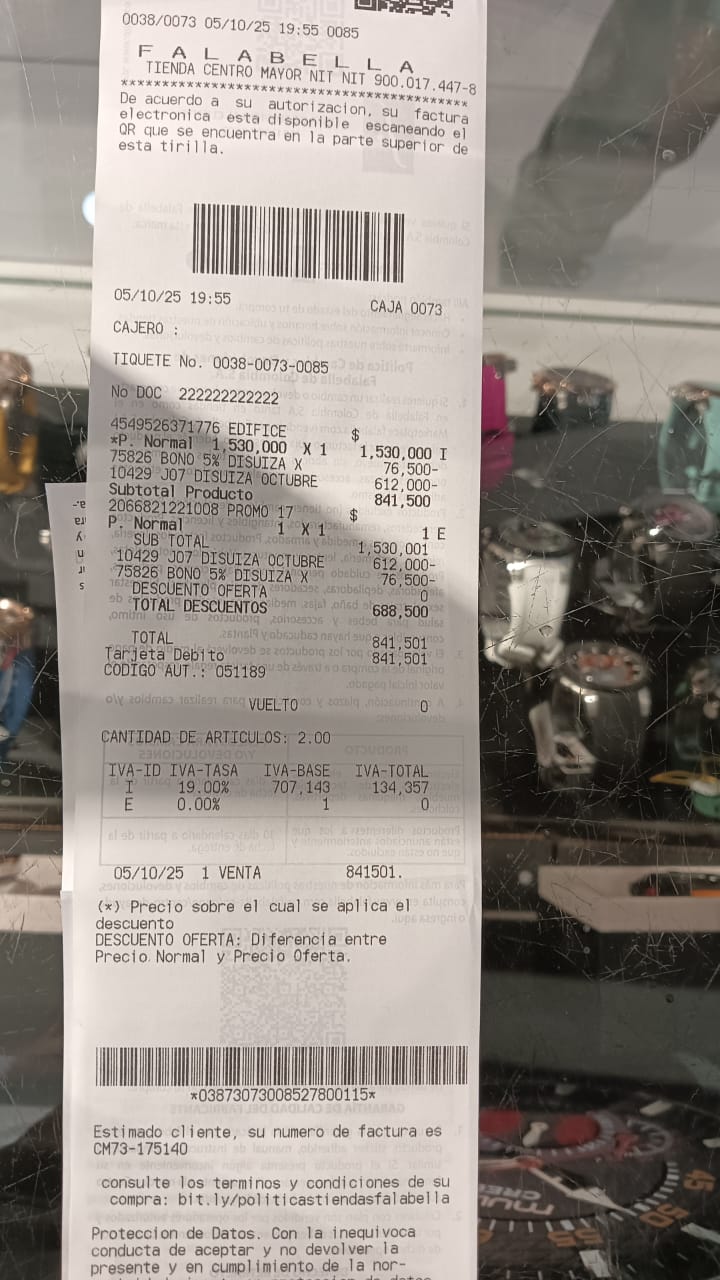 0038/0073 05/10/25 19:55 0085
F A L A B E L L A
TIENDA CENTRO MAYOR NIT NIT 900.017.447-8
******************************************
De acuerdo a su autorizacion, su factura
electronica esta disponible escaneando el
QR que se encuentra en la parte superior de
esta tirilla.
05/10/25 19:55 CAJA 0073
CAJERO :
TIQUETE No. 0038-0073-0085
No DOC 222222222222
4549526371776 EDIFICE $
*P. Normal 1,530,000 X 1 1,530,000 I
75826 BONO 5% DISUIZA X 76,500-
10429 J07 DISUIZA OCTUBRE 612,000-
Subtotal Producto 841,500
2066821221008 PROMO 17 $
P. Normal 1 X 1 1 E
SUB TOTAL 1,530,001
10429 J07 DISUIZA OCTUBRE 612,000-
75826 BONO 5% DISUIZA X 76,500-
DESCUENTO OFERTA 0
TOTAL DESCUENTOS 688,500
TOTAL 841,501
Tarjeta Debito 841,501
CODIGO AUT.: 051189
VUELTO 0
CANTIDAD DE ARTICULOS: 2.00
IVA-ID IVA-TASA IVA-BASE IVA-TOTAL
I 19.00% 707,143 134,357
E 0.00% 1 0
05/10/25 1 VENTA 841501.
(*) Precio sobre el cual se aplica el
descuento
DESCUENTO OFERTA: Diferencia entre
Precio Normal y Precio Oferta.
*03873073008527800115*
Estimado cliente, su numero de factura es
CM73-175140
consulte los terminos y condiciones de su
compra: bit.ly/politicastiendasfalabella
Proteccion de Datos. Con la inequivoca
conducta de aceptar y no devolver la
presente y en cumplimiento de la nor-
45
50
55